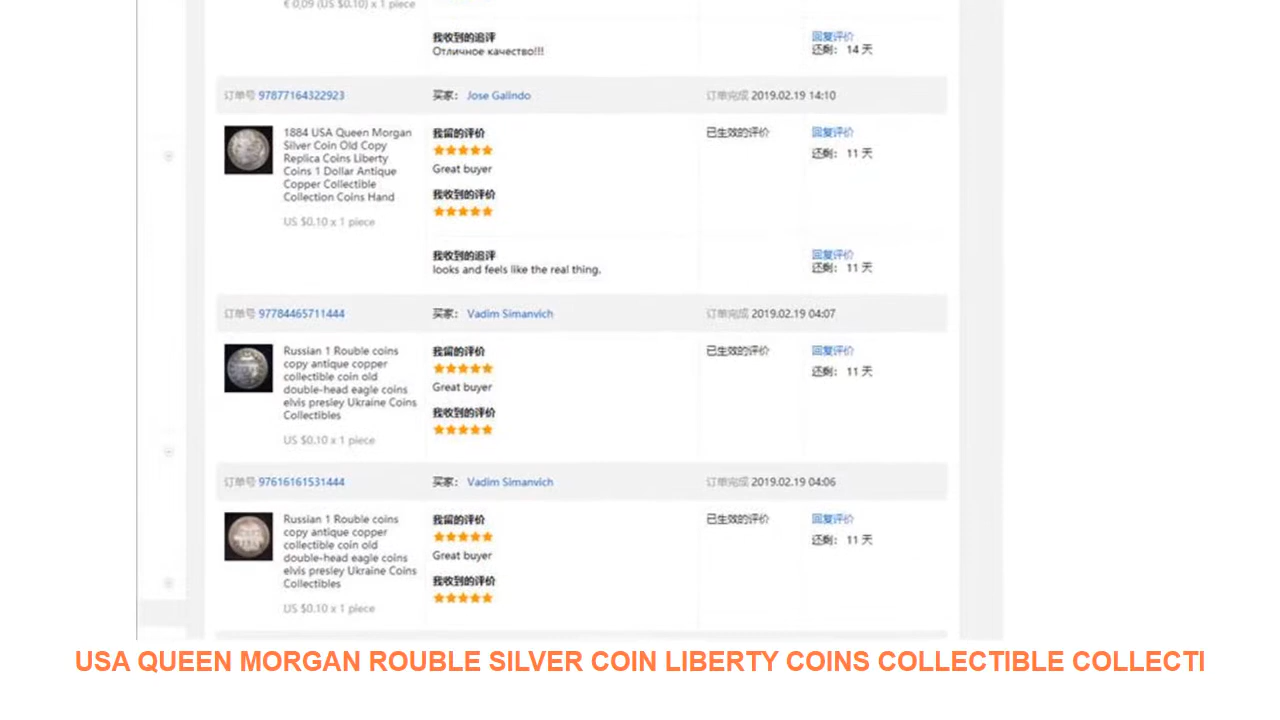 € 0,09 (US $0.10) x 1 piece
我收到的追评
Отличное качество!!!
回复评价
还剩： 14 天
订单号 97877164322923
买家： Jose Galindo
订单完成 2019.02.19 14:10
1884 USA Queen Morgan
Silver Coin Old Copy
Replica Coins Liberty
Coins 1 Dollar Antique
Copper Collectible
Collection Coins Hand
US $0.10 x 1 piece
我留的评价
Great buyer
我收到的评价
已生效的评价
回复评价
还剩： 11 天
我收到的追评
looks and feels like the real thing.
回复评价
还剩： 11 天
订单号 97784465711444
买家： Vadim Simanvich
订单完成 2019.02.19 04:07
Russian 1 Rouble coins
copy antique copper
collectible coin old
double-head eagle coins
elvis presley Ukraine Coins
Collectibles
US $0.10 x 1 piece
我留的评价
Great buyer
我收到的评价
已生效的评价
回复评价
还剩： 11 天
订单号 97616161531444
买家： Vadim Simanvich
订单完成 2019.02.19 04:06
Russian 1 Rouble coins
copy antique copper
collectible coin old
double-head eagle coins
elvis presley Ukraine Coins
Collectibles
US $0.10 x 1 piece
我留的评价
Great buyer
我收到的评价
已生效的评价
回复评价
还剩： 11 天
USA QUEEN MORGAN ROUBLE SILVER COIN LIBERTY COINS COLLECTIBLE COLLECTI